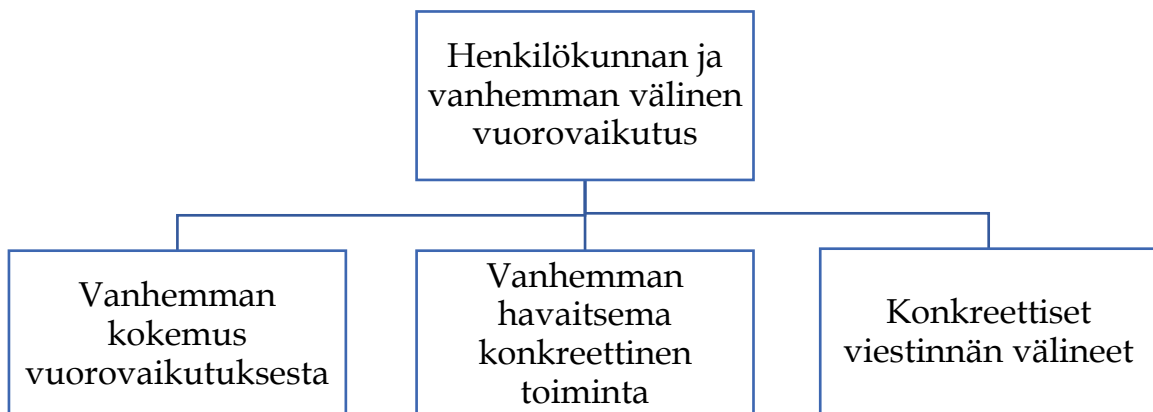 Henkilökunnan ja
vanhemman välinen
vuorovaikutus
Vanhemman
kokemus
vuorovaikutuksesta
Vanhemman
havaitsema
konkreettinen
toiminta
Konkreettiset
viestinnän välineet